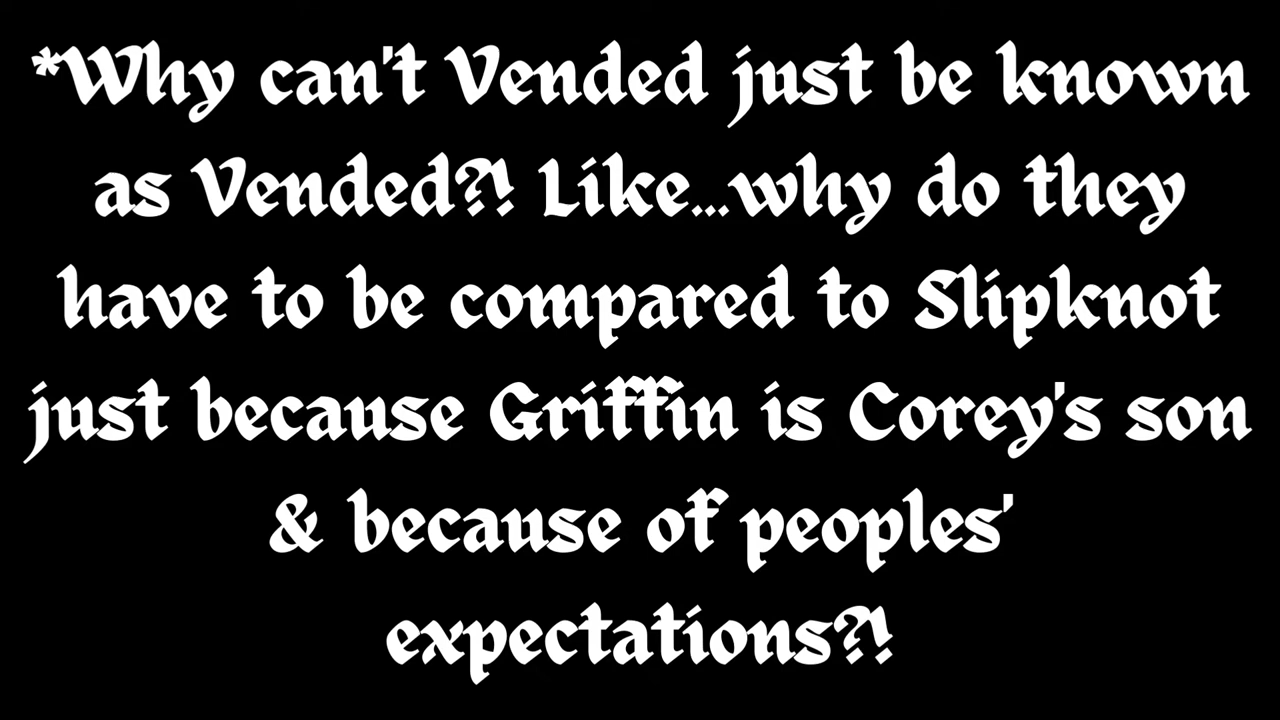 *Why can't Vended just be known
as Vended?! Like...why do they
have to be compared to Slipknot
just because Griffin is Corey's son
& because of peoples'
expectations?!